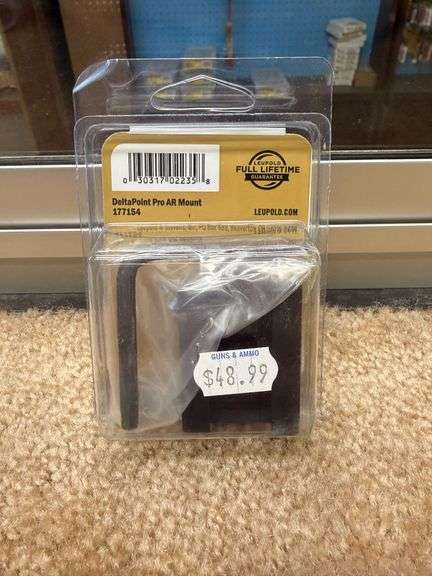 LEUPOLD
FULL LIFETIME
GUARANTEE
0 30317 02235 8
DeltaPoint Pro AR Mount
177154
LEUPOLD.COM
GUNS & AMMO
$48.99